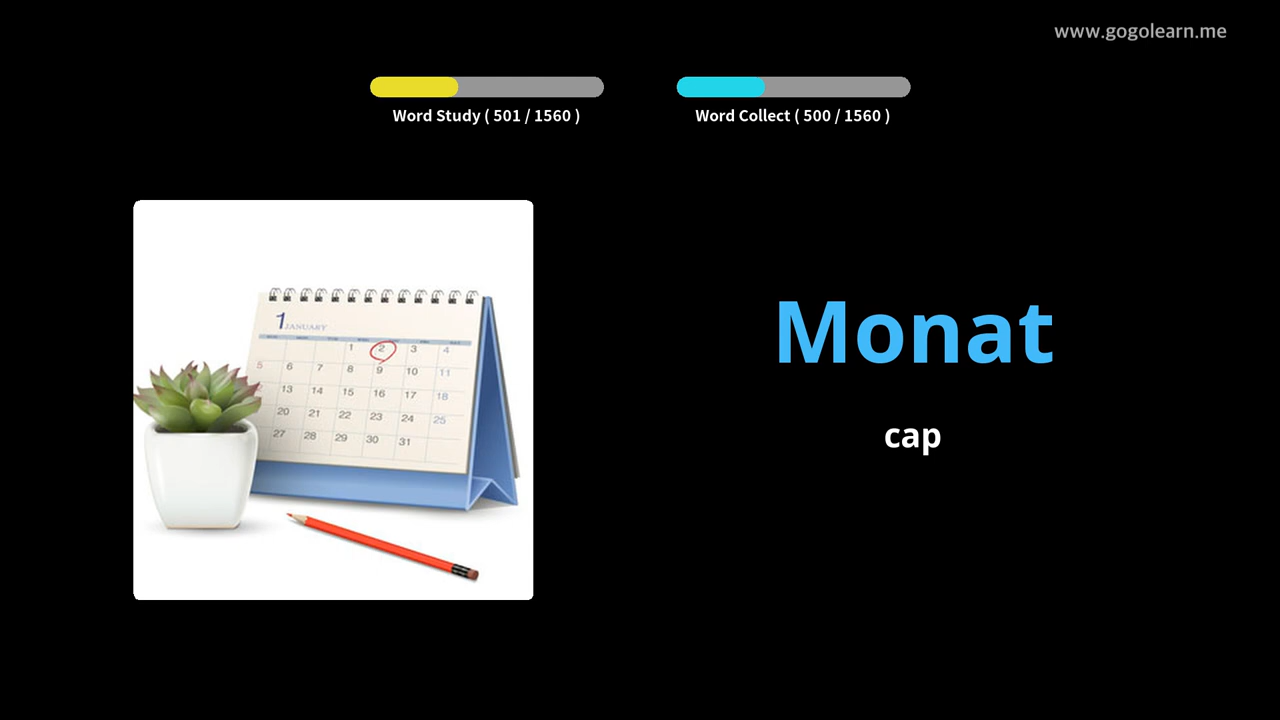 www.gogolearn.me
Word Study ( 501 / 1560 )
Word Collect ( 500 / 1560 )
Monat
cap
1 JANUARY
1 2 3 4
5 6 7 8 9 10 11
13 14 15 16 17 18
20 21 22 23 24 25
27 28 29 30 31